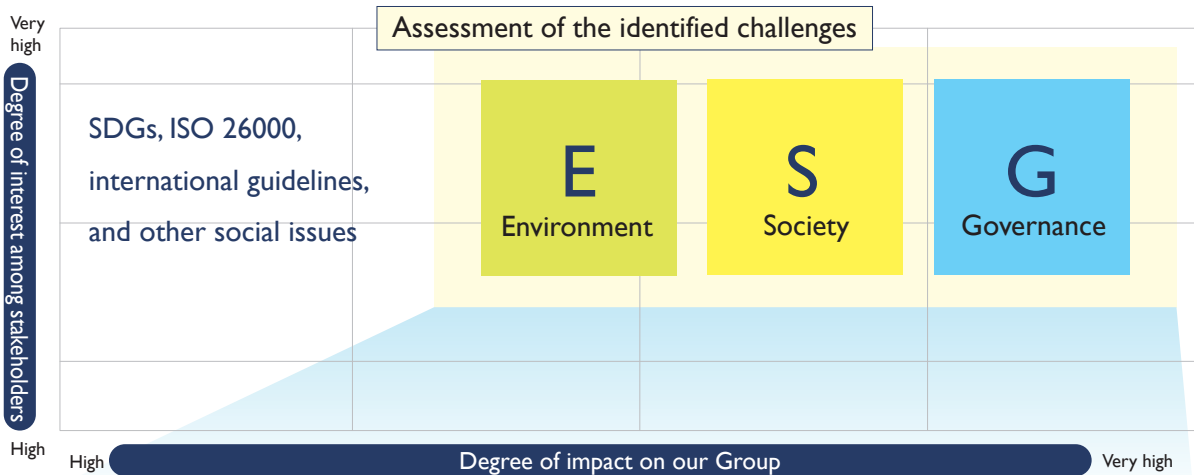 Assessment of the identified challenges
Very
high
Degree of interest among stakeholders
High
SDGs, ISO 26000,
international guidelines,
and other social issues
E
Environment
S
Society
G
Governance
High
Degree of impact on our Group
Very high